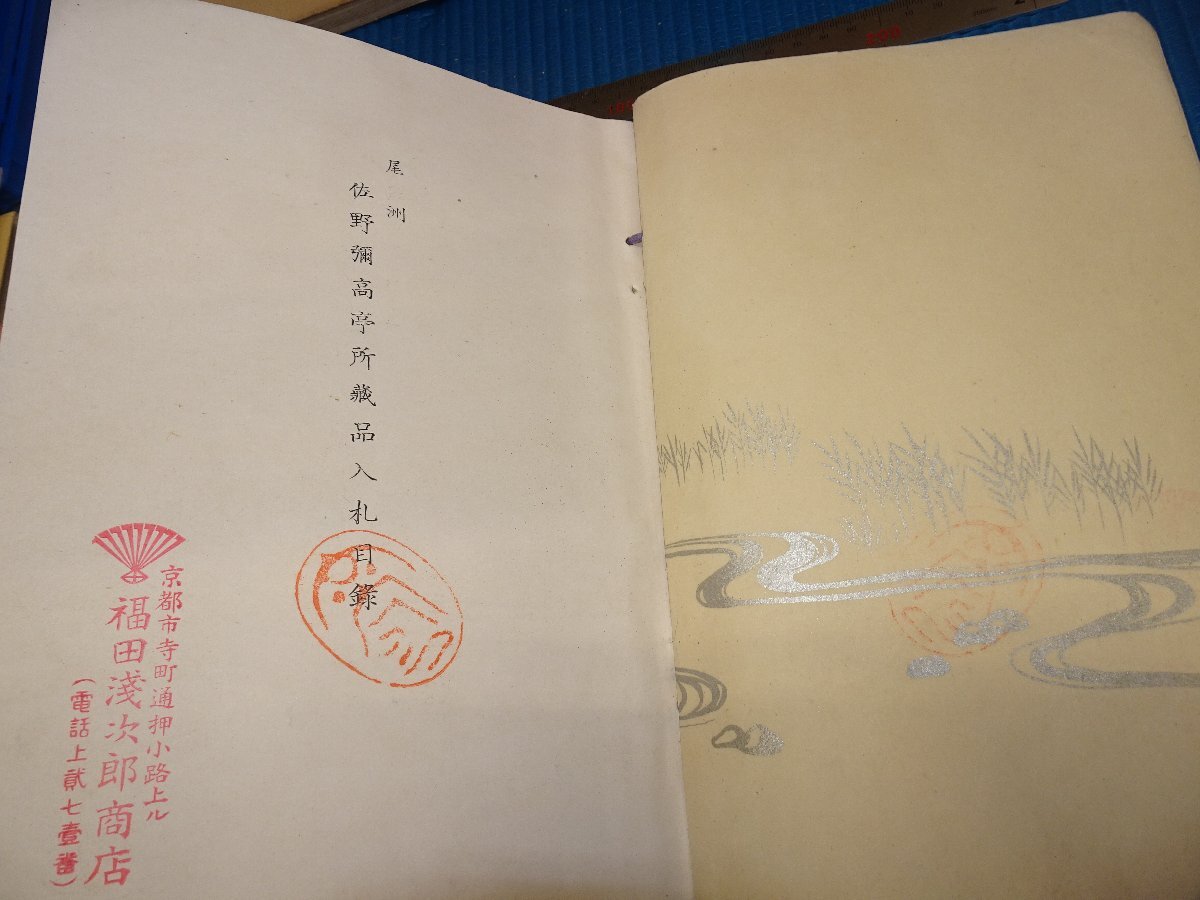 尾洲
佐野彌高亭所藏品入札目錄
京都市寺町通押小路上ル
福田淺次郎商店
(電話上貳七壹番)